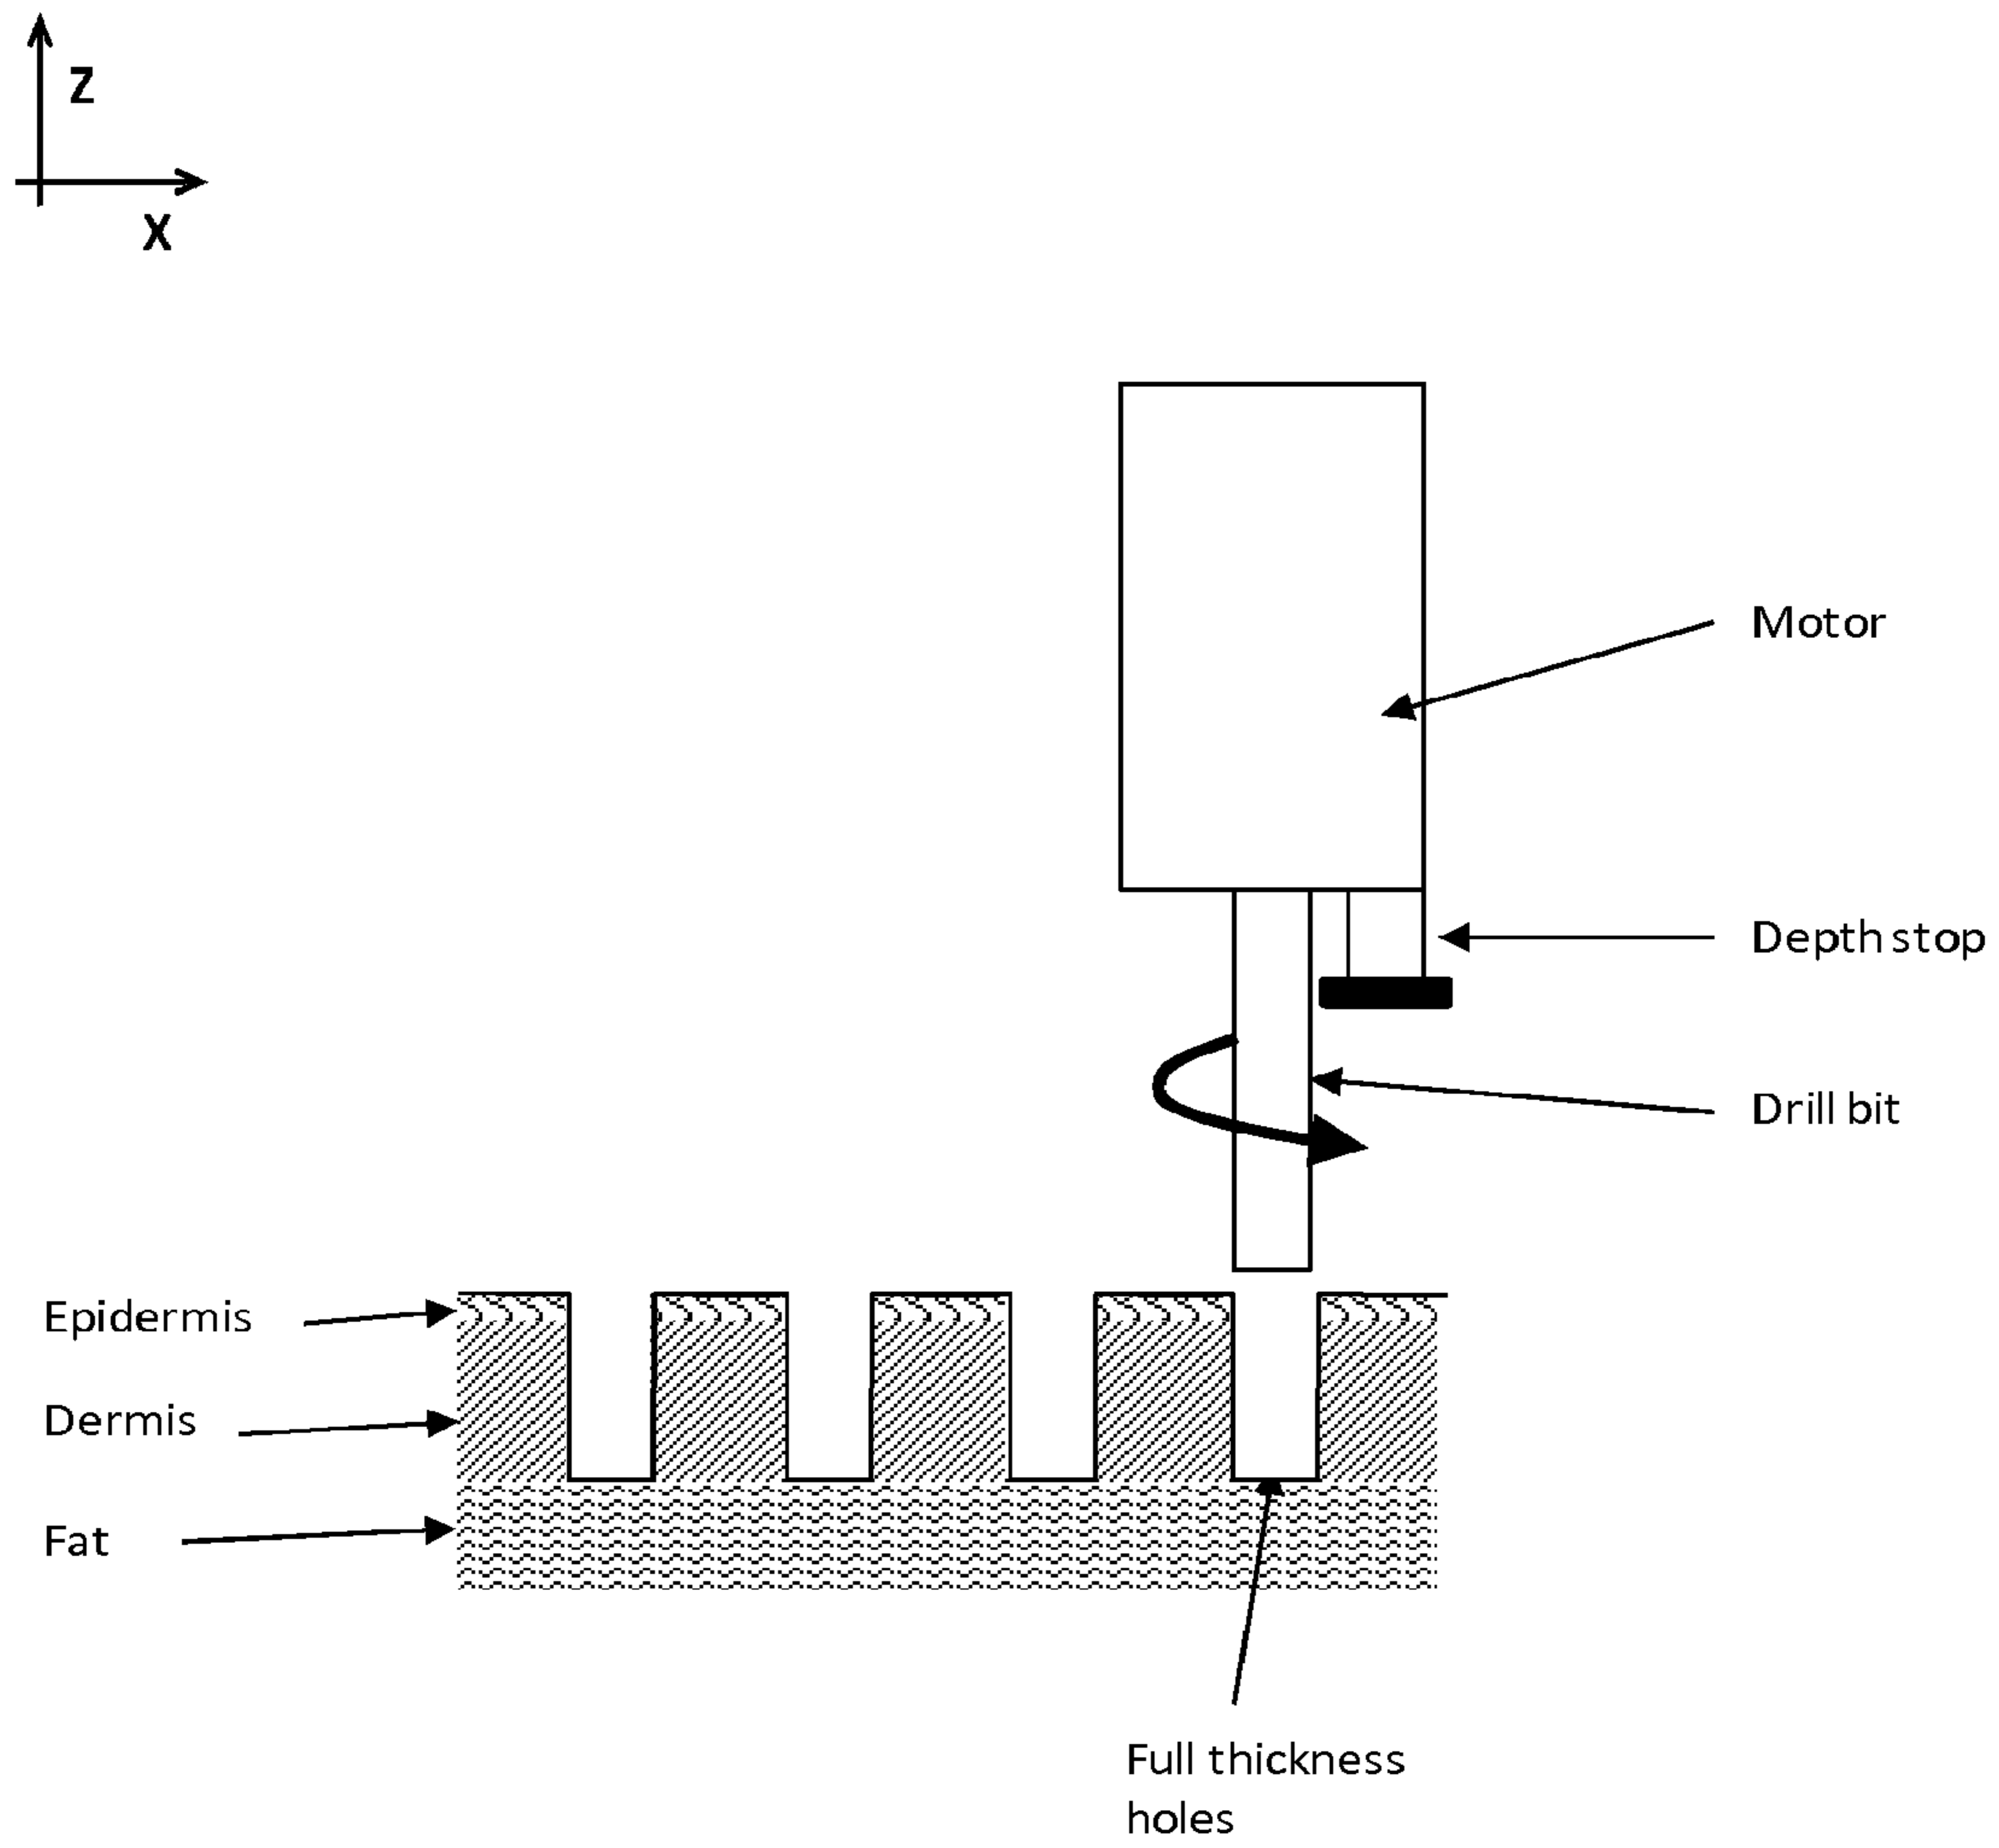 Z
X
Motor
Depth stop
Drill bit
Epidermis
Dermis
Fat
Full thickness
holes